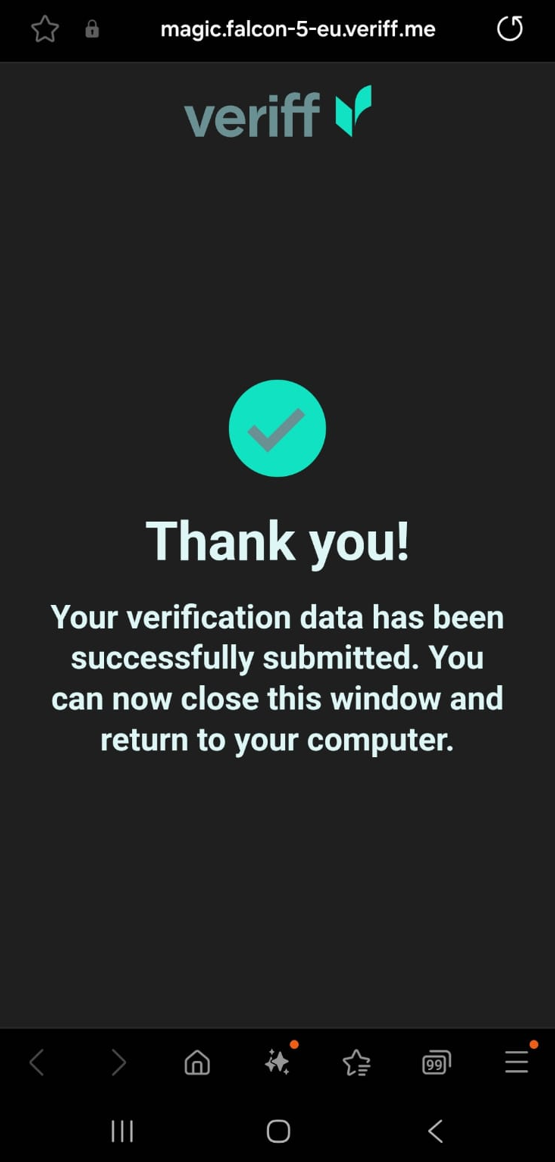 magic.falcon-5-eu.veriff.me
veriff
Thank you!
Your verification data has been
successfully submitted. You
can now close this window and
return to your computer.
99